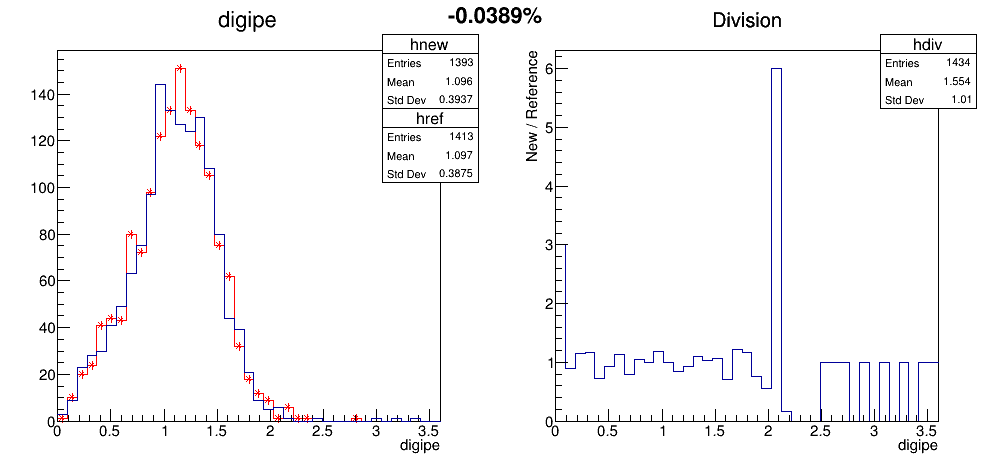 -0.0389%
digipe
hnew
Entries 1393
Mean 1.096
Std Dev 0.3937
href
Entries 1413
Mean 1.097
Std Dev 0.3875
140
120
100
80
60
40
20
0
0 0.5 1 1.5 2 2.5 3 3.5
digipe
Division
hdiv
Entries 1434
Mean 1.554
Std Dev 1.01
New / Reference
6
5
4
3
2
1
0
0 0.5 1 1.5 2 2.5 3 3.5
digipe